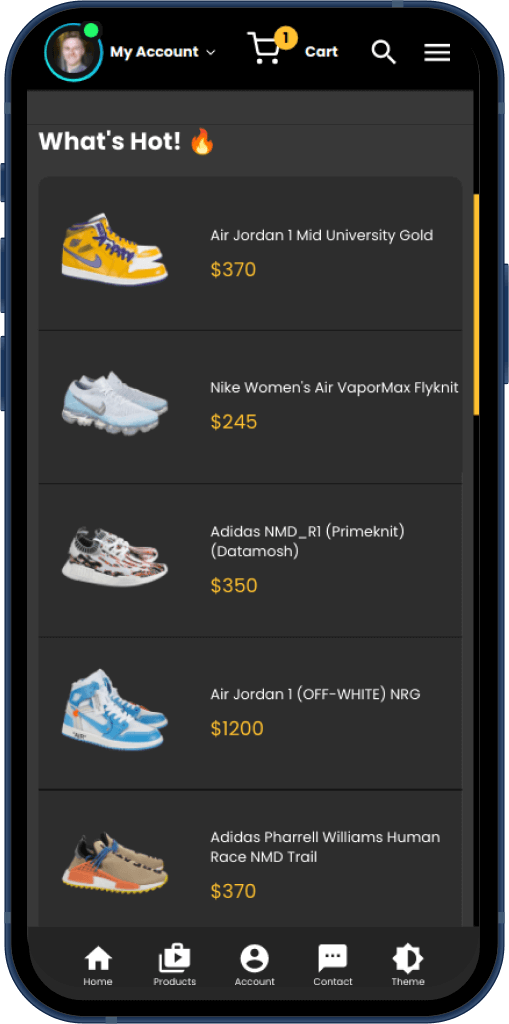 My Account
1
Cart
What's Hot! 🔥
Air Jordan 1 Mid University Gold
$370
Nike Women's Air VaporMax Flyknit
$245
Adidas NMD_R1 (Primeknit)
(Datamosh)
$350
Air Jordan 1 (OFF-WHITE) NRG
$1200
"AIR"
Adidas Pharrell Williams Human
Race NMD Trail
$370
Home
Products
Account
Contact
Theme